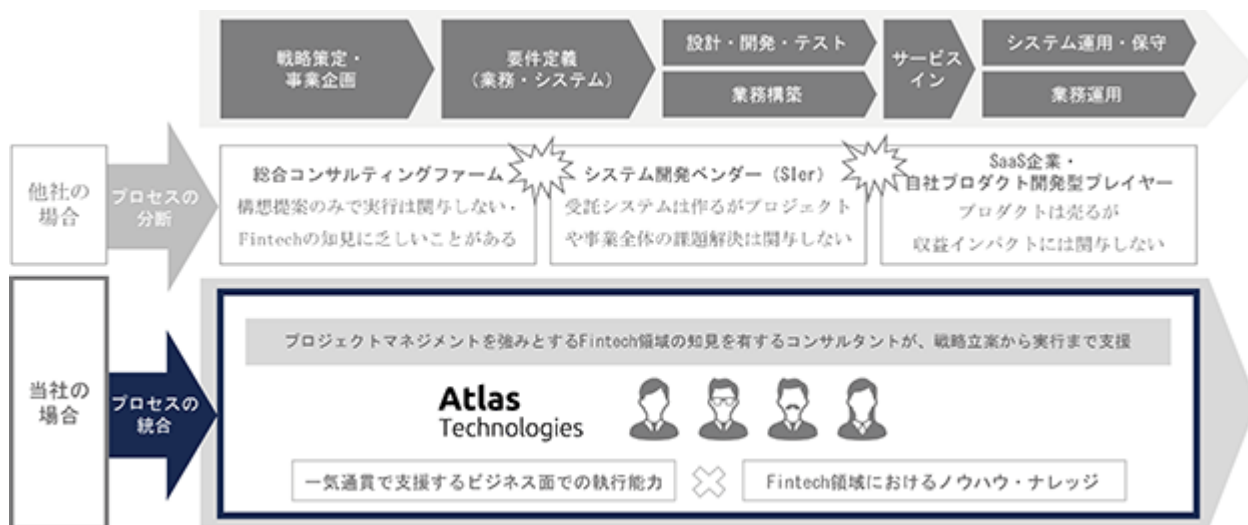 戦略策定・
事業企画
要件定義
（業務・システム）
設計・開発・テスト
業務構築
サービス
イン
システム運用・保守
業務運用
他社の
場合
プロセスの
分断
総合コンサルティングファーム
構想提案のみで実行は関与しない・
Fintechの知見に乏しいことがある
システム開発ベンダー（SIer）
受託システムは作るがプロジェクト
や事業全体の課題解決は関与しない
SaaS企業・
自社プロダクト開発型プレイヤー
プロダクトは売るが
収益インパクトには関与しない
当社の
場合
プロセスの
統合
プロジェクトマネジメントを強みとするFintech領域の知見を有するコンサルタントが、戦略立案から実行まで支援
Atlas
Technologies
一気通貫で支援するビジネス面での執行能力
Fintech領域におけるノウハウ・ナレッジ